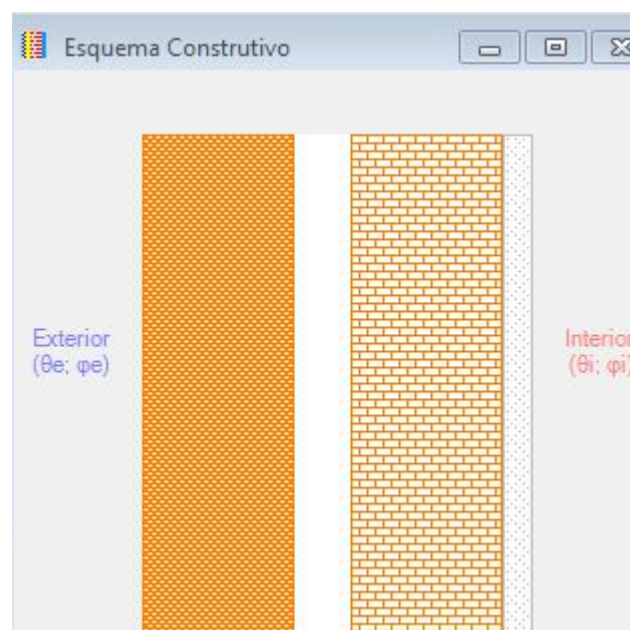 Esquema Construtivo
Exterior
(θe; φe)
Interior
(θi; φi)